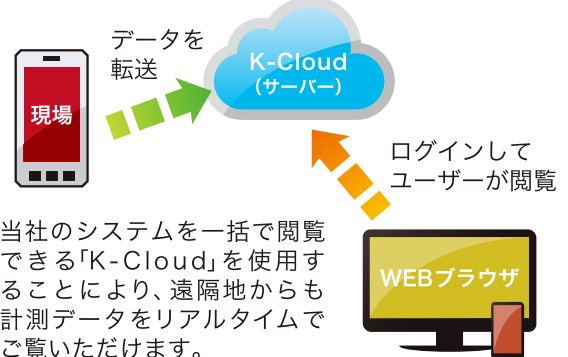 データを
転送
K-Cloud
（サーバー）
現場
ログインして
ユーザーが閲覧
当社のシステムを一括で閲覧
できる「K-Cloud」を使用す
ることにより、遠隔地からも
計測データをリアルタイムで
ご覧いただけます。
WEBブラウザ